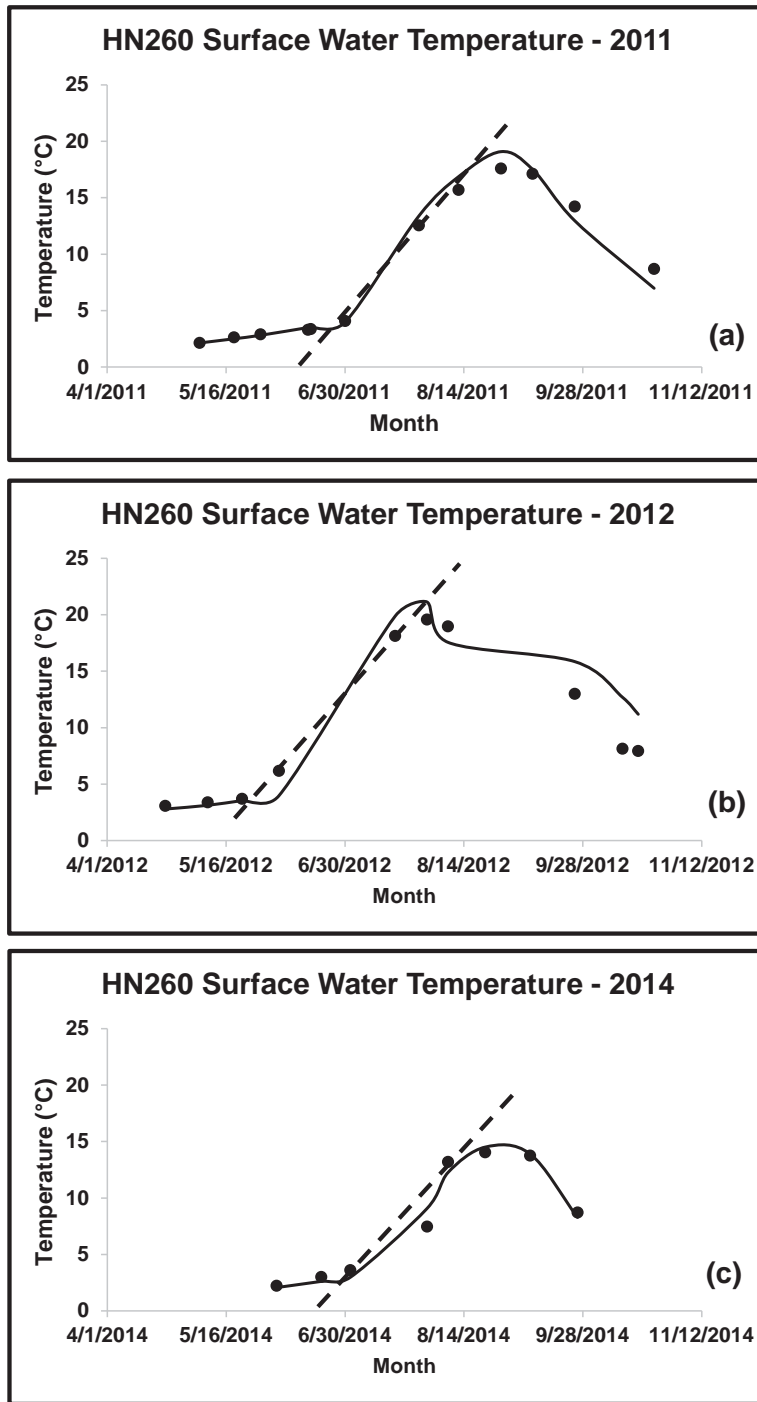 HN260 Surface Water Temperature - 2011
25
20
15
10
5
0
Temperature (°C)
(a)
4/1/2011 5/16/2011 6/30/2011 8/14/2011 9/28/2011 11/12/2011
Month
HN260 Surface Water Temperature - 2012
25
20
15
10
5
0
Temperature (°C)
(b)
4/1/2012 5/16/2012 6/30/2012 8/14/2012 9/28/2012 11/12/2012
Month
HN260 Surface Water Temperature - 2014
25
20
15
10
5
0
Temperature (°C)
(c)
4/1/2014 5/16/2014 6/30/2014 8/14/2014 9/28/2014 11/12/2014
Month